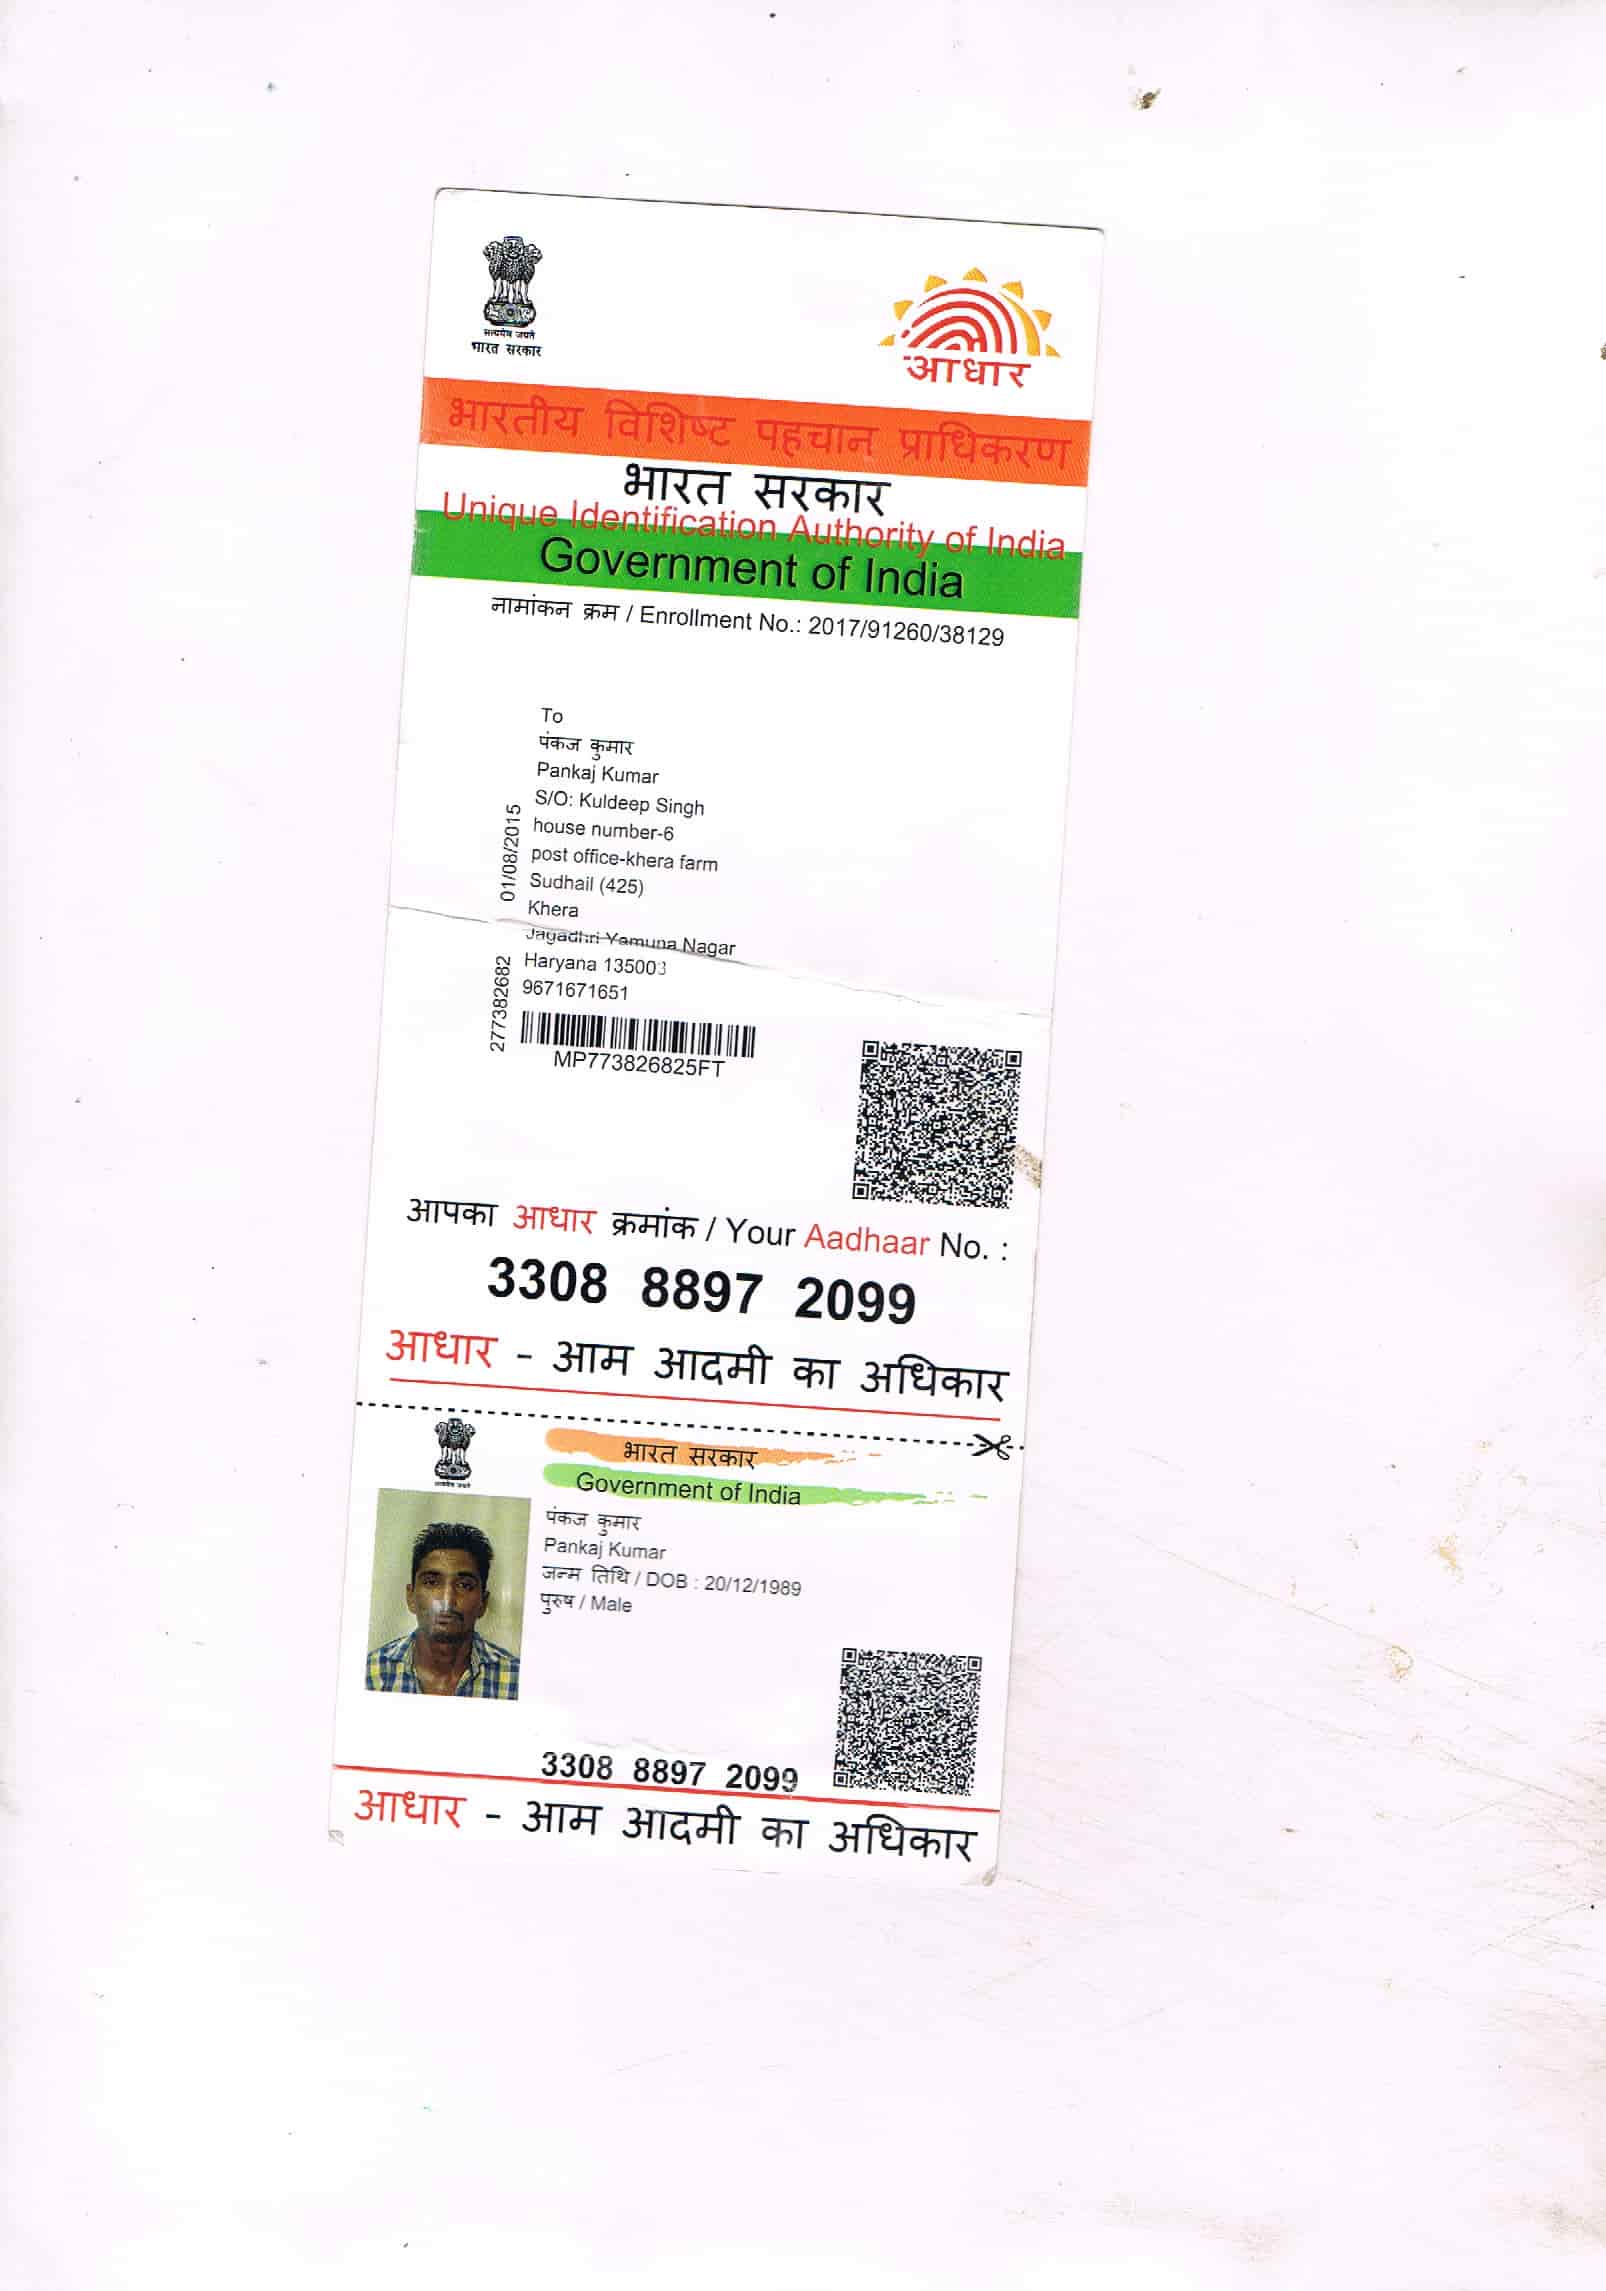 सत्यमेव जयते
भारत सरकार
आधार
भारतीय विशिष्ट पहचान प्राधिकरण
भारत सरकार
Unique Identification Authority of India
Government of India
नामांकन क्रम / Enrollment No.: 2017/91260/38129
To
पंकज कुमार
Pankaj Kumar
S/O: Kuldeep Singh
house number-6
post office-khera farm
Sudhail (425)
Khera
Jagadhri Yamuna Nagar
Haryana 135003
9671671651
01/08/2015
277382682
MP773826825FT
आपका आधार क्रमांक / Your Aadhaar No. :
3308 8897 2099
आधार - आम आदमी का अधिकार
सत्यमेव जयते
भारत सरकार
Government of India
पंकज कुमार
Pankaj Kumar
जन्म तिथि / DOB : 20/12/1989
पुरुष / Male
3308 8897 2099
आधार - आम आदमी का अधिकार